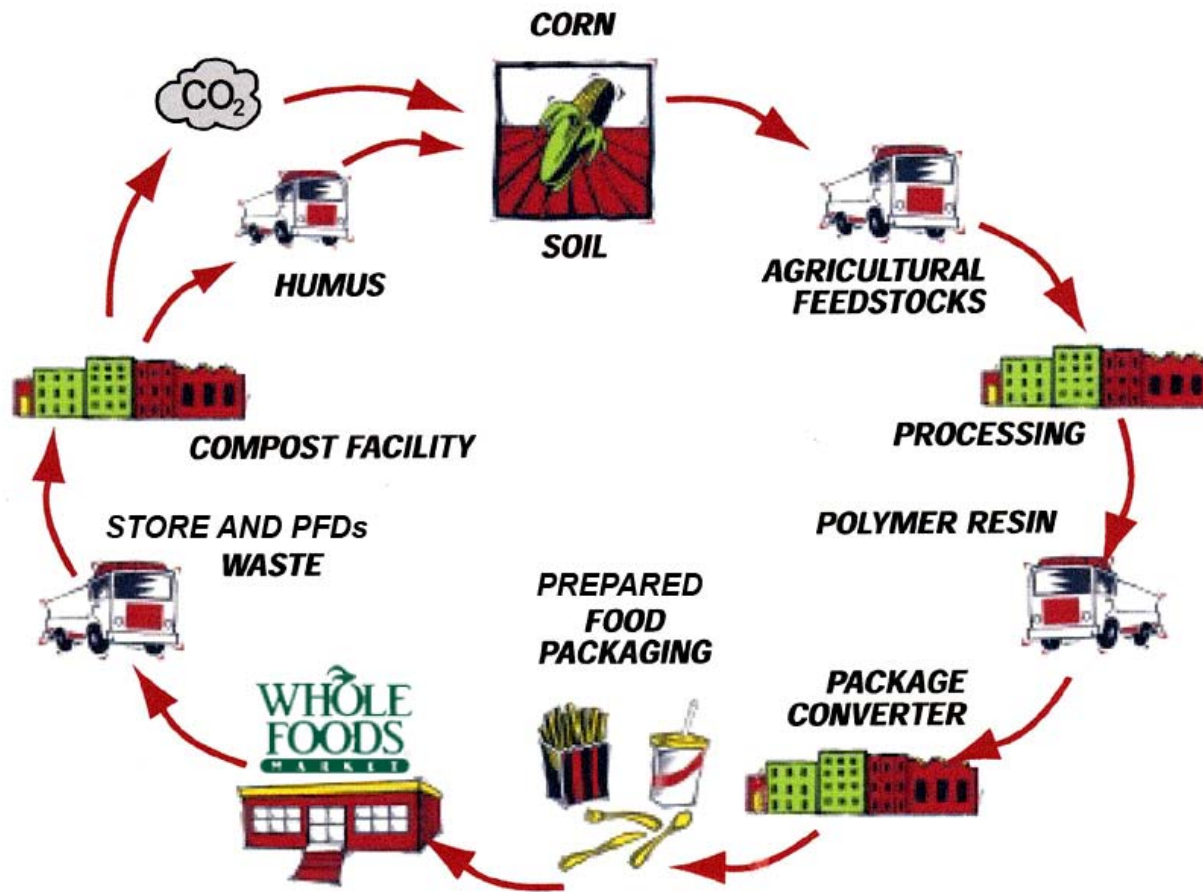 CORN
CO₂
SOIL
HUMUS
AGRICULTURAL
FEEDSTOCKS
COMPOST FACILITY
PROCESSING
STORE AND PFDs
WASTE
POLYMER RESIN
PREPARED
FOOD
PACKAGING
PACKAGE
CONVERTER
WHOLE
FOODS
MARKET